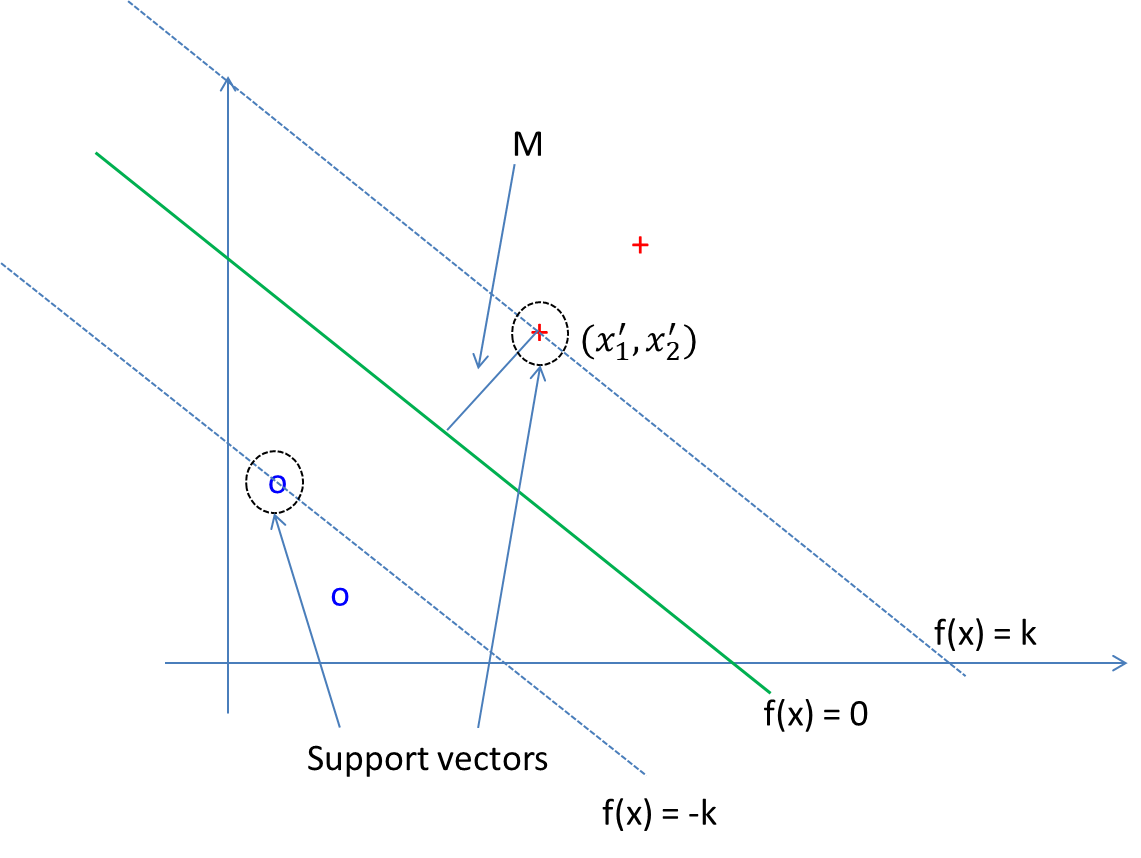 M
+
+
(x′₁, x′₂)
o
o
f(x) = k
f(x) = 0
Support vectors
f(x) = -k